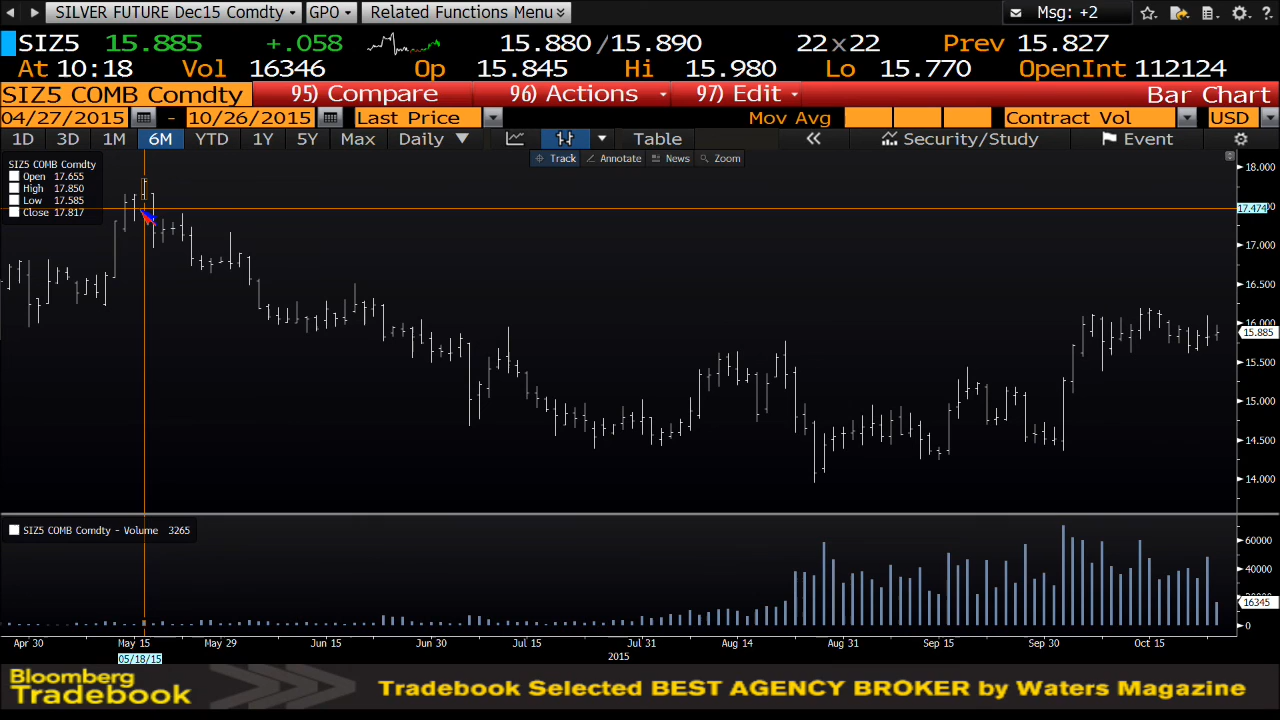 SILVER FUTURE Dec15 Comdty GPO Related Functions Menu Msg: +2
SIZ5 15.885 +.058 15.880/15.890 22x22 Prev 15.827
At 10:18 Vol 16346 Op 15.845 Hi 15.980 Lo 15.770 OpenInt 112124
SIZ5 COMB Comdty 95) Compare 96) Actions 97) Edit Bar Chart
04/27/2015 - 10/26/2015 Last Price Mov Avg Contract Vol USD
1D 3D 1M 6M YTD 1Y 5Y Max Daily Table Security/Study Event
Track Annotate News Zoom
SIZ5 COMB Comdty
Open 17.655
High 17.850
Low 17.585
Close 17.817
18.000
17.474
17.000
16.500
16.000
15.885
15.500
15.000
14.500
14.000
SIZ5 COMB Comdty - Volume 3265
60000
40000
16345
0
Apr 30 May 15 May 29 Jun 15 Jun 30 Jul 15 Jul 31 Aug 14 Aug 31 Sep 15 Sep 30 Oct 15
05/18/15 2015
Bloomberg
Tradebook
Tradebook Selected BEST AGENCY BROKER by Waters Magazine